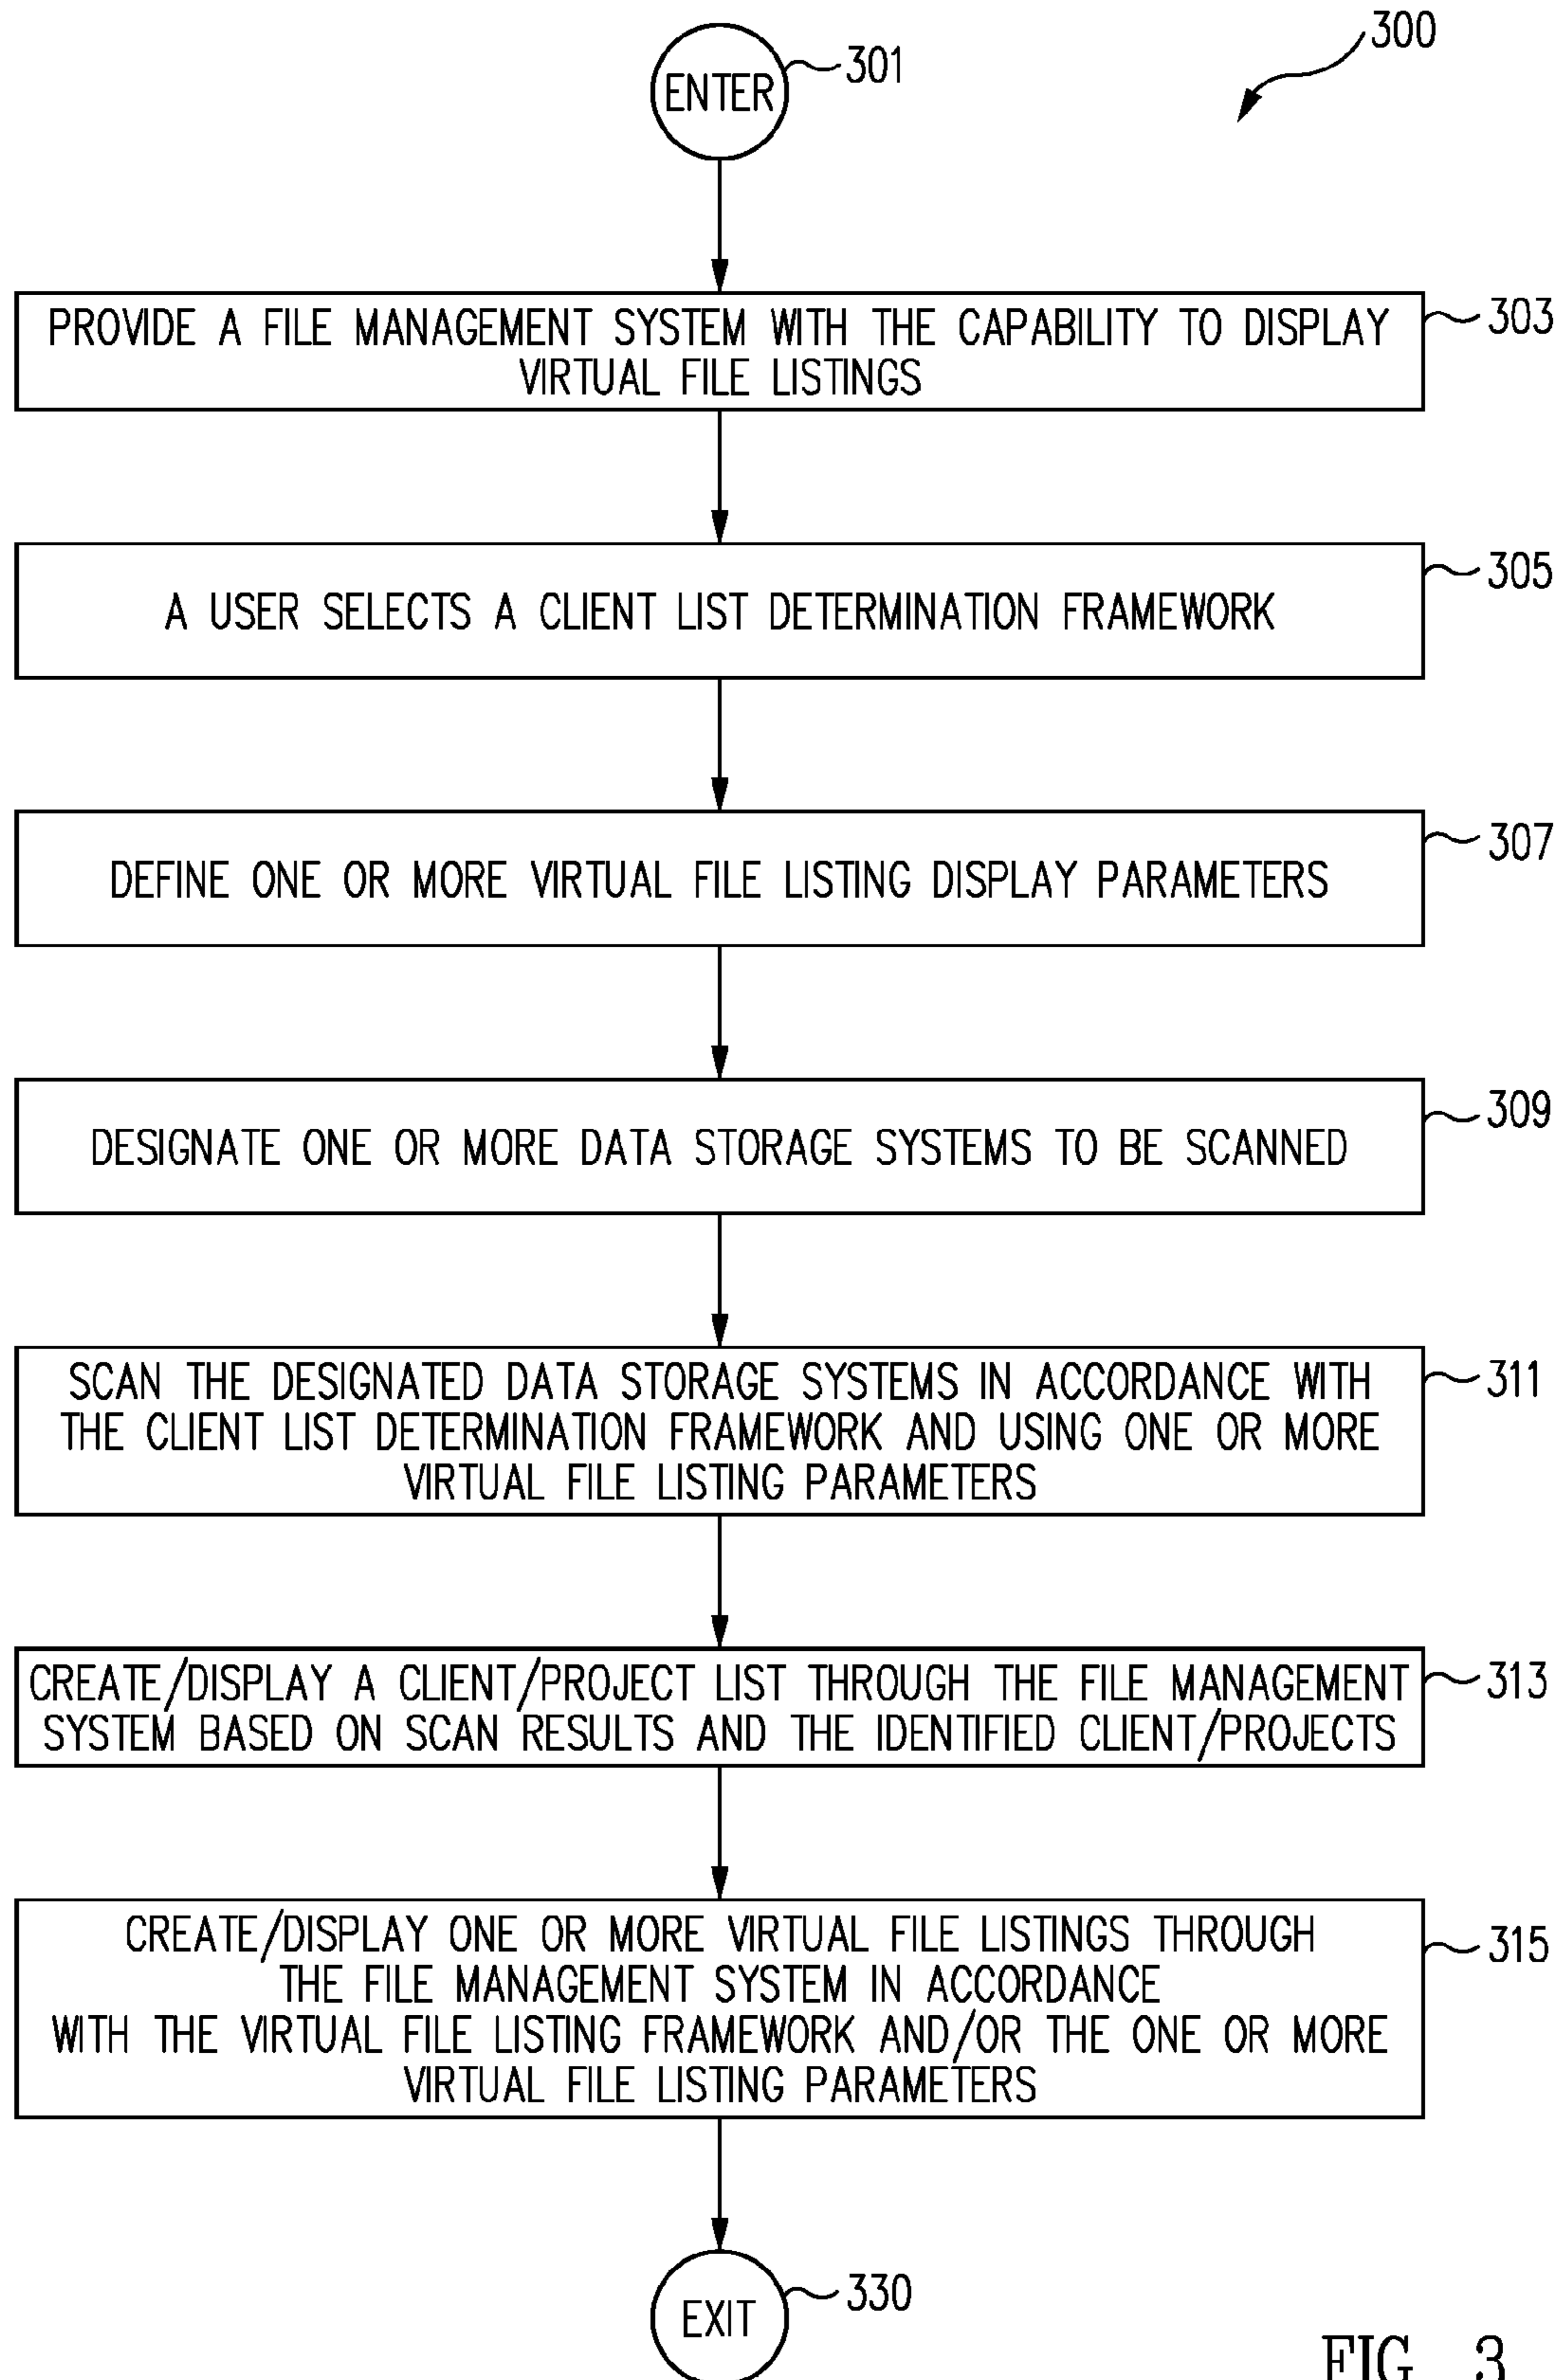 300
ENTER
301
PROVIDE A FILE MANAGEMENT SYSTEM WITH THE CAPABILITY TO DISPLAY
VIRTUAL FILE LISTINGS
303
A USER SELECTS A CLIENT LIST DETERMINATION FRAMEWORK
305
DEFINE ONE OR MORE VIRTUAL FILE LISTING DISPLAY PARAMETERS
307
DESIGNATE ONE OR MORE DATA STORAGE SYSTEMS TO BE SCANNED
309
SCAN THE DESIGNATED DATA STORAGE SYSTEMS IN ACCORDANCE WITH
THE CLIENT LIST DETERMINATION FRAMEWORK AND USING ONE OR MORE
VIRTUAL FILE LISTING PARAMETERS
311
CREATE/DISPLAY A CLIENT/PROJECT LIST THROUGH THE FILE MANAGEMENT
SYSTEM BASED ON SCAN RESULTS AND THE IDENTIFIED CLIENT/PROJECTS
313
CREATE/DISPLAY ONE OR MORE VIRTUAL FILE LISTINGS THROUGH
THE FILE MANAGEMENT SYSTEM IN ACCORDANCE
WITH THE VIRTUAL FILE LISTING FRAMEWORK AND/OR THE ONE OR MORE
VIRTUAL FILE LISTING PARAMETERS
315
EXIT
330
FIG. 3